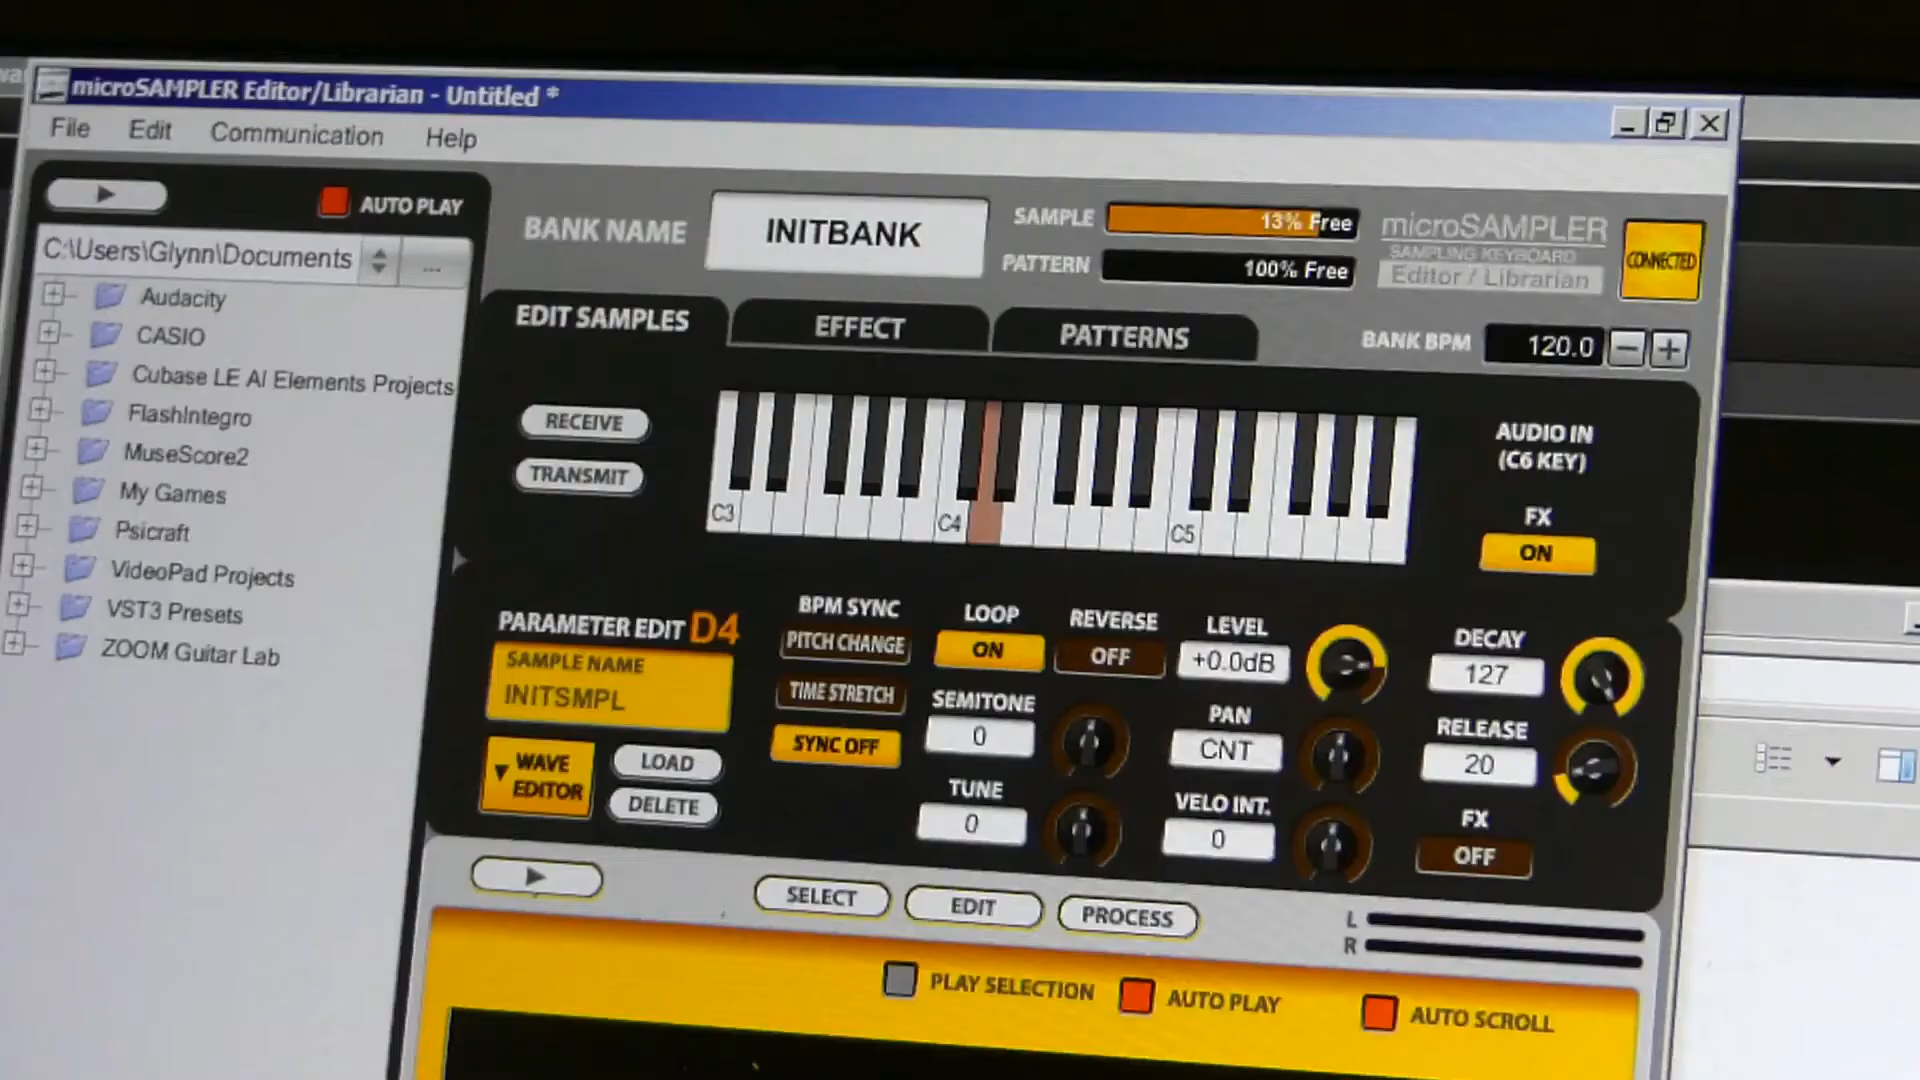 microSAMPLER Editor/Librarian - Untitled *
File Edit Communication Help
AUTO PLAY
C:\Users\Glynn\Documents
...
Audacity
CASIO
Cubase LE AI Elements Projects
FlashIntegro
MuseScore2
My Games
Psicraft
VideoPad Projects
VST3 Presets
ZOOM Guitar Lab
BANK NAME
INITBANK
SAMPLE
13% Free
PATTERN
100% Free
microSAMPLER
SAMPLING KEYBOARD
Editor / Librarian
CONNECTED
EDIT SAMPLES
EFFECT
PATTERNS
BANK BPM
120.0
RECEIVE
TRANSMIT
C3
C4
C5
AUDIO IN
(C6 KEY)
FX
ON
PARAMETER EDIT D4
SAMPLE NAME
INITSMPL
WAVE
EDITOR
LOAD
DELETE
BPM SYNC
PITCH CHANGE
TIME STRETCH
SYNC OFF
LOOP
ON
REVERSE
OFF
SEMITONE
0
TUNE
0
LEVEL
+0.0dB
PAN
CNT
VELO INT.
0
DECAY
127
RELEASE
20
FX
OFF
SELECT
EDIT
PROCESS
L
R
PLAY SELECTION
AUTO PLAY
AUTO SCROLL